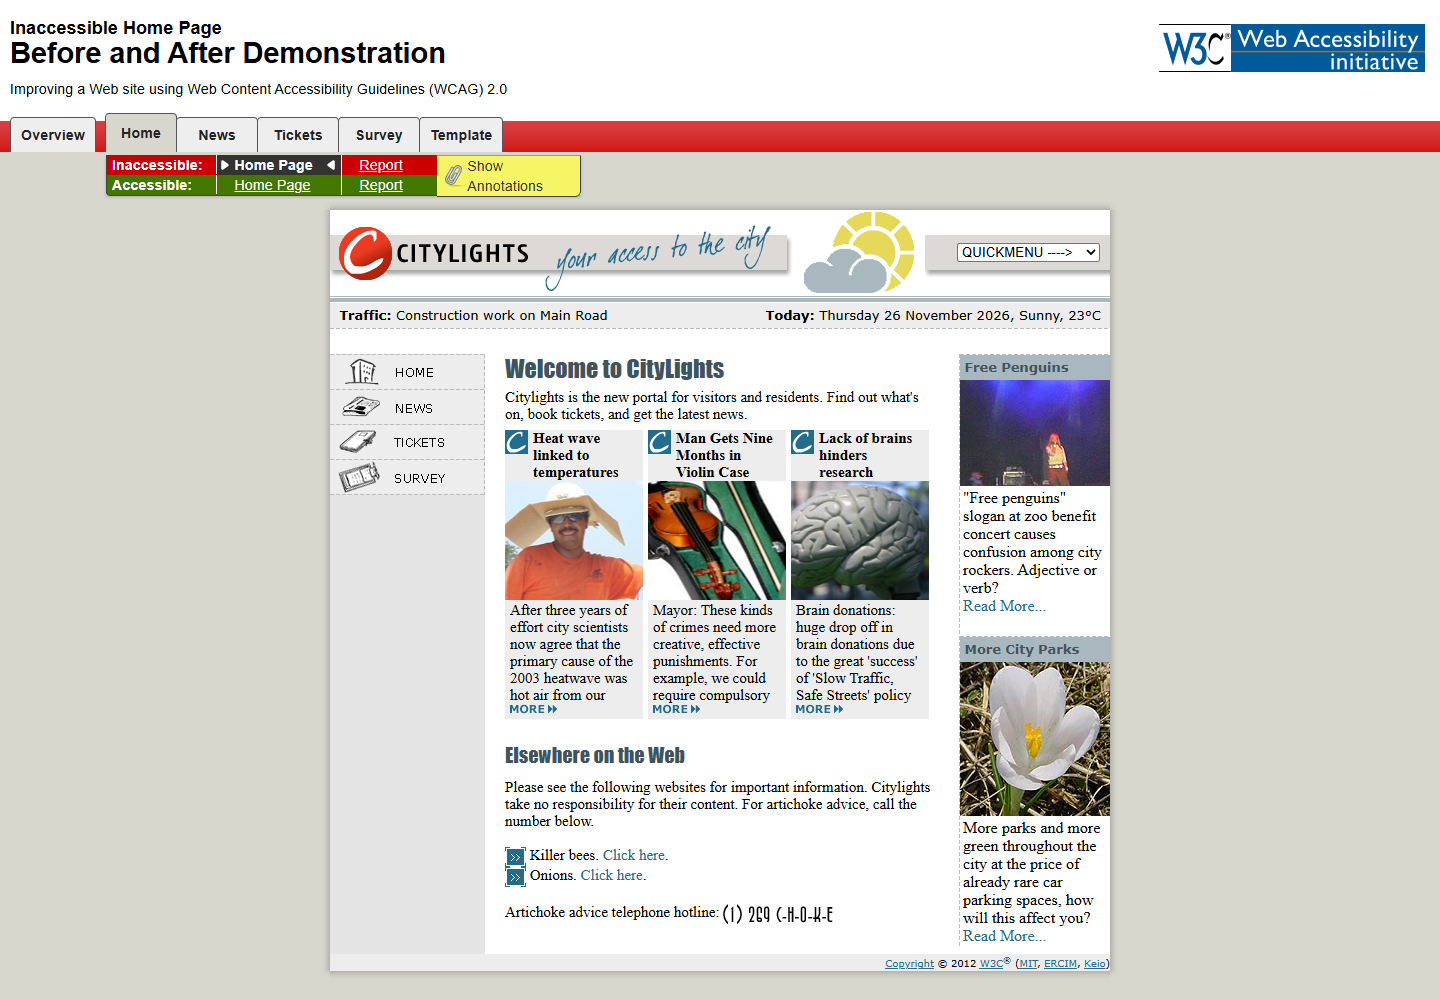 Inaccessible Home Page
Before and After Demonstration
Improving a Web site using Web Content Accessibility Guidelines (WCAG) 2.0
W3C® Web Accessibility initiative
Overview
Home
News
Tickets
Survey
Template
Inaccessible: Home Page Report
Accessible: Home Page Report
Show Annotations
CITYLIGHTS
your access to the city
QUICKMENU ---->
Traffic: Construction work on Main Road
Today: Thursday 26 November 2026, Sunny, 23°C
HOME
NEWS
TICKETS
SURVEY
Welcome to CityLights
Citylights is the new portal for visitors and residents. Find out what's
on, book tickets, and get the latest news.
Heat wave
linked to
temperatures
After three years of
effort city scientists
now agree that the
primary cause of the
2003 heatwave was
hot air from our
MORE
Man Gets Nine
Months in
Violin Case
Mayor: These kinds
of crimes need more
creative, effective
punishments. For
example, we could
require compulsory
MORE
Lack of brains
hinders
research
Brain donations:
huge drop off in
brain donations due
to the great 'success'
of 'Slow Traffic,
Safe Streets' policy
MORE
Elsewhere on the Web
Please see the following websites for important information. Citylights
take no responsibility for their content. For artichoke advice, call the
number below.
Killer bees. Click here.
Onions. Click here.
Artichoke advice telephone hotline: (1) 269 C-H-O-K-E
Free Penguins
"Free penguins"
slogan at zoo benefit
concert causes
confusion among city
rockers. Adjective or
verb?
Read More...
More City Parks
More parks and more
green throughout the
city at the price of
already rare car
parking spaces, how
will this affect you?
Read More...
Copyright © 2012 W3C® (MIT, ERCIM, Keio)